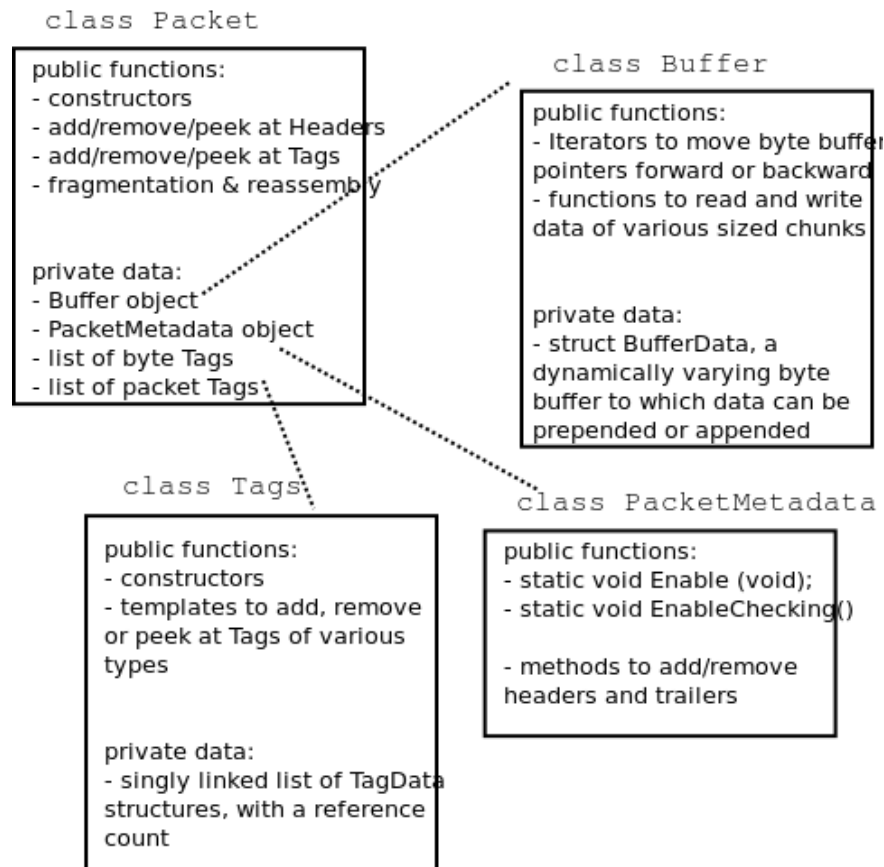 class Packet
public functions:
- constructors
- add/remove/peek at Headers
- add/remove/peek at Tags
- fragmentation & reassembly
private data:
- Buffer object
- PacketMetadata object
- list of byte Tags
- list of packet Tags
class Buffer
public functions:
- Iterators to move byte buffer
pointers forward or backward
- functions to read and write
data of various sized chunks
private data:
- struct BufferData, a
dynamically varying byte
buffer to which data can be
prepended or appended
class Tags
public functions:
- constructors
- templates to add, remove
or peek at Tags of various
types
private data:
- singly linked list of TagData
structures, with a reference
count
class PacketMetadata
public functions:
- static void Enable (void);
- static void EnableChecking()
- methods to add/remove
headers and trailers